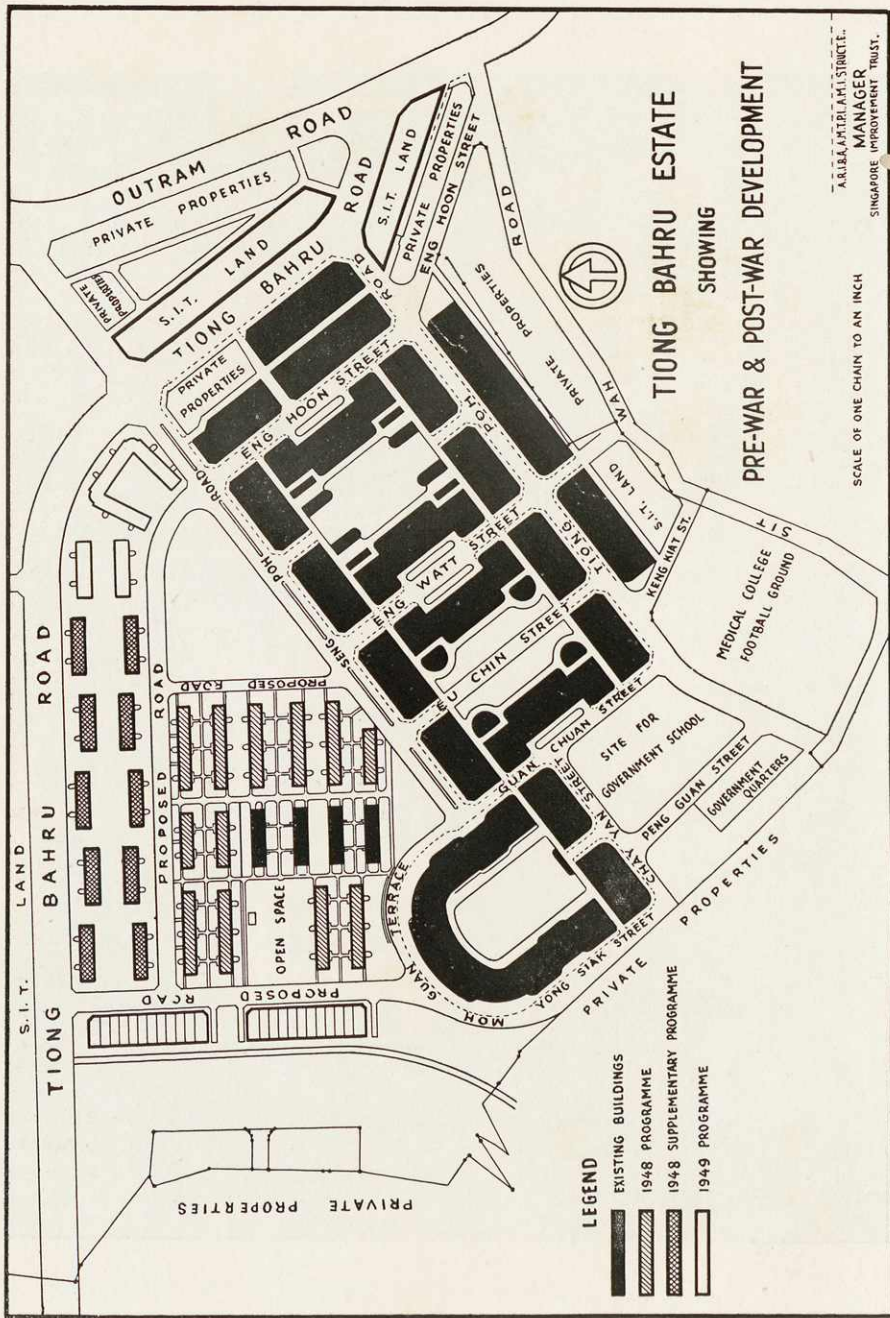 TIONG BAHRU ESTATE
SHOWING
PRE-WAR & POST-WAR DEVELOPMENT
SCALE OF ONE CHAIN TO AN INCH
A.R.I.B.A., A.M.T.P.I., A.M.I.STRUCT.E.
MANAGER
SINGAPORE IMPROVEMENT TRUST.
S.I.T. LAND
TIONG BAHRU ROAD
OUTRAM ROAD
PRIVATE PROPERTIES
PRIVATE PROPERTIES
S.I.T. LAND
TIONG BAHRU ROAD
S.I.T. LAND
PRIVATE PROPERTIES
ENG HOON STREET
PRIVATE PROPERTIES
ENG HOON STREET
SENG POH ROAD
PROPOSED ROAD
PROPOSED ROAD
PROPOSED ROAD
OPEN SPACE
ENG WATT STREET
SU CHIN STREET
GUAN CHUAN STREET
TIONG POH ROAD
PRIVATE PROPERTIES
WAH ROAD
S.I.T. LAND
KENG KIAT ST.
SIT
MEDICAL COLLEGE
FOOTBALL GROUND
SITE FOR
GOVERNMENT SCHOOL
CHAY YAN STREET
PENG GUAN STREET
GOVERNMENT
QUARTERS
MOH GUAN TERRACE
YONG SIAK STREET
PRIVATE PROPERTIES
PRIVATE PROPERTIES
LEGEND
EXISTING BUILDINGS
1948 PROGRAMME
1948 SUPPLEMENTARY PROGRAMME
1949 PROGRAMME